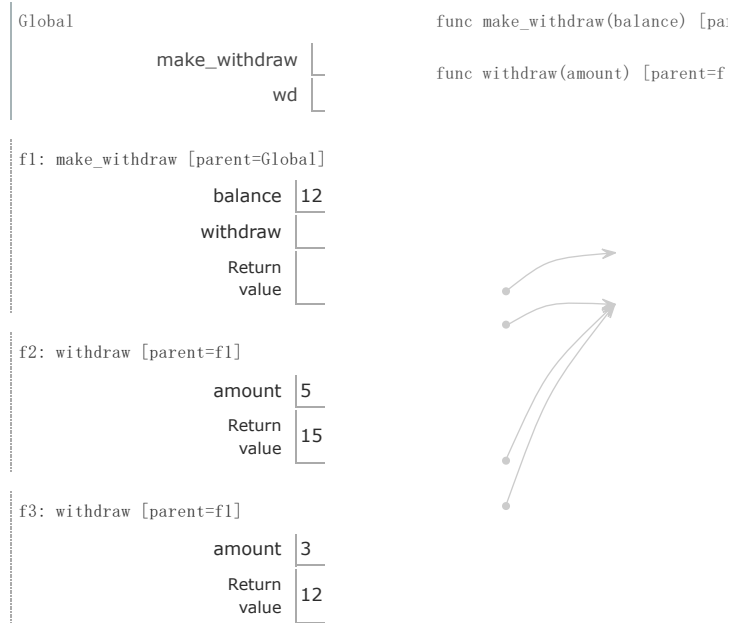 Global
func make_withdraw(balance) [pa
make_withdraw
func withdraw(amount) [parent=f
wd
f1: make_withdraw [parent=Global]
balance 12
withdraw
Return
value
f2: withdraw [parent=f1]
amount 5
Return
value 15
f3: withdraw [parent=f1]
amount 3
Return
value 12